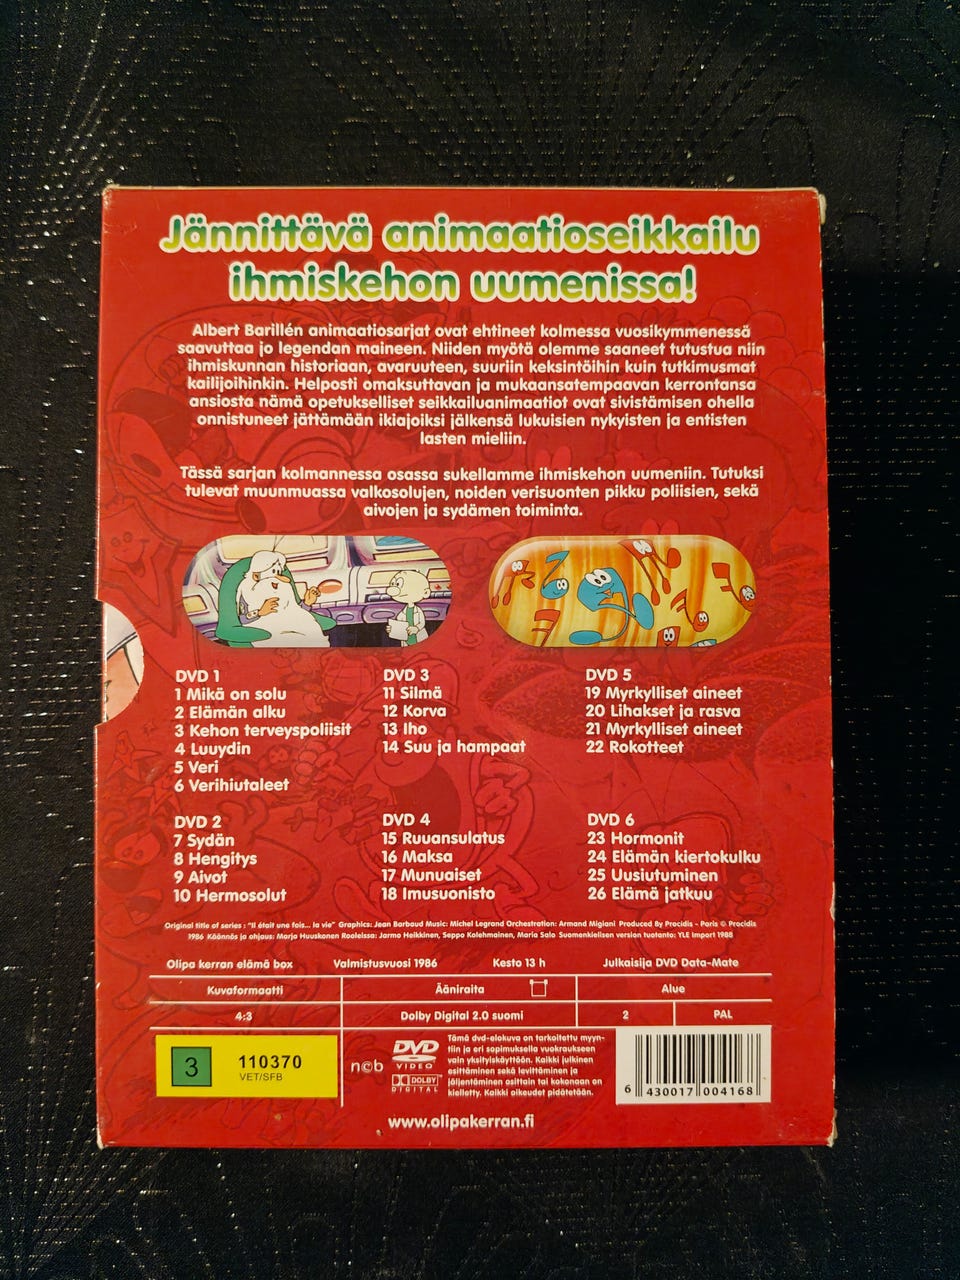 Jännittävä animaatioseikkailu
ihmiskehon uumenissa!
Albert Barillén animaatiosarjat ovat ehtineet kolmessa vuosikymmenessä
saavuttaa jo legendan maineen. Niiden myötä olemme saaneet tutustua niin
ihmiskunnan historiaan, avaruuteen, suuriin keksintöihin kuin tutkimusmat
kailijoihinkin. Helposti omaksuttavan ja mukaansatempaavan kerrontansa
ansiosta nämä opetukselliset seikkailuanimaatiot ovat sivistämisen ohella
onnistuneet jättämään ikiajoiksi jälkensä lukuisien nykyisten ja entisten
lasten mieliin.
Tässä sarjan kolmannessa osassa sukellamme ihmiskehon uumeniin. Tutuksi
tulevat muunmuassa valkosolujen, noiden verisuonten pikku poliisien, sekä
aivojen ja sydämen toiminta.
DVD 1
1 Mikä on solu
2 Elämän alku
3 Kehon terveyspoliisit
4 Luuydin
5 Veri
6 Verihiutaleet
DVD 2
7 Sydän
8 Hengitys
9 Aivot
10 Hermosolut
DVD 3
11 Silmä
12 Korva
13 Iho
14 Suu ja hampaat
DVD 4
15 Ruuansulatus
16 Maksa
17 Munuaiset
18 Imusuonisto
DVD 5
19 Myrkylliset aineet
20 Lihakset ja rasva
21 Myrkylliset aineet
22 Rokotteet
DVD 6
23 Hormonit
24 Elämän kiertokulku
25 Uusiutuminen
26 Elämä jatkuu
Original title of series : "Il était une fois... la vie" Graphics: Jean Barbaud Music: Michel Legrand Orchestration: Armand Migiani Produced By Procidis - Paris © Procidis
1986 Käännös ja ohjaus: Marja Huuskonen Rooleissa: Jarmo Heikkinen, Seppo Kolehmainen, Maria Salo Suomenkielisen version tuotanto: YLE Import 1988
Olipa kerran elämä box Valmistusvuosi 1986 Kesto 13 h Julkaisija DVD Data-Mate
Kuvaformaatti Ääniraita Alue
4:3 Dolby Digital 2.0 suomi 2 PAL
3 110370
VET/SFB
ncb
DVD
VIDEO
DOLBY
DIGITAL
Tämä dvd-elokuva on tarkoitettu myyn-
tiin ja eri sopimuksella vuokraukseen
vain yksityiskäyttöön. Kaikki julkinen
esittäminen sekä levittäminen ja
jäljentäminen osittain tai kokonaan on
kielletty. Kaikki oikeudet pidätetään.
6 430017 004168
www.olipakerran.fi